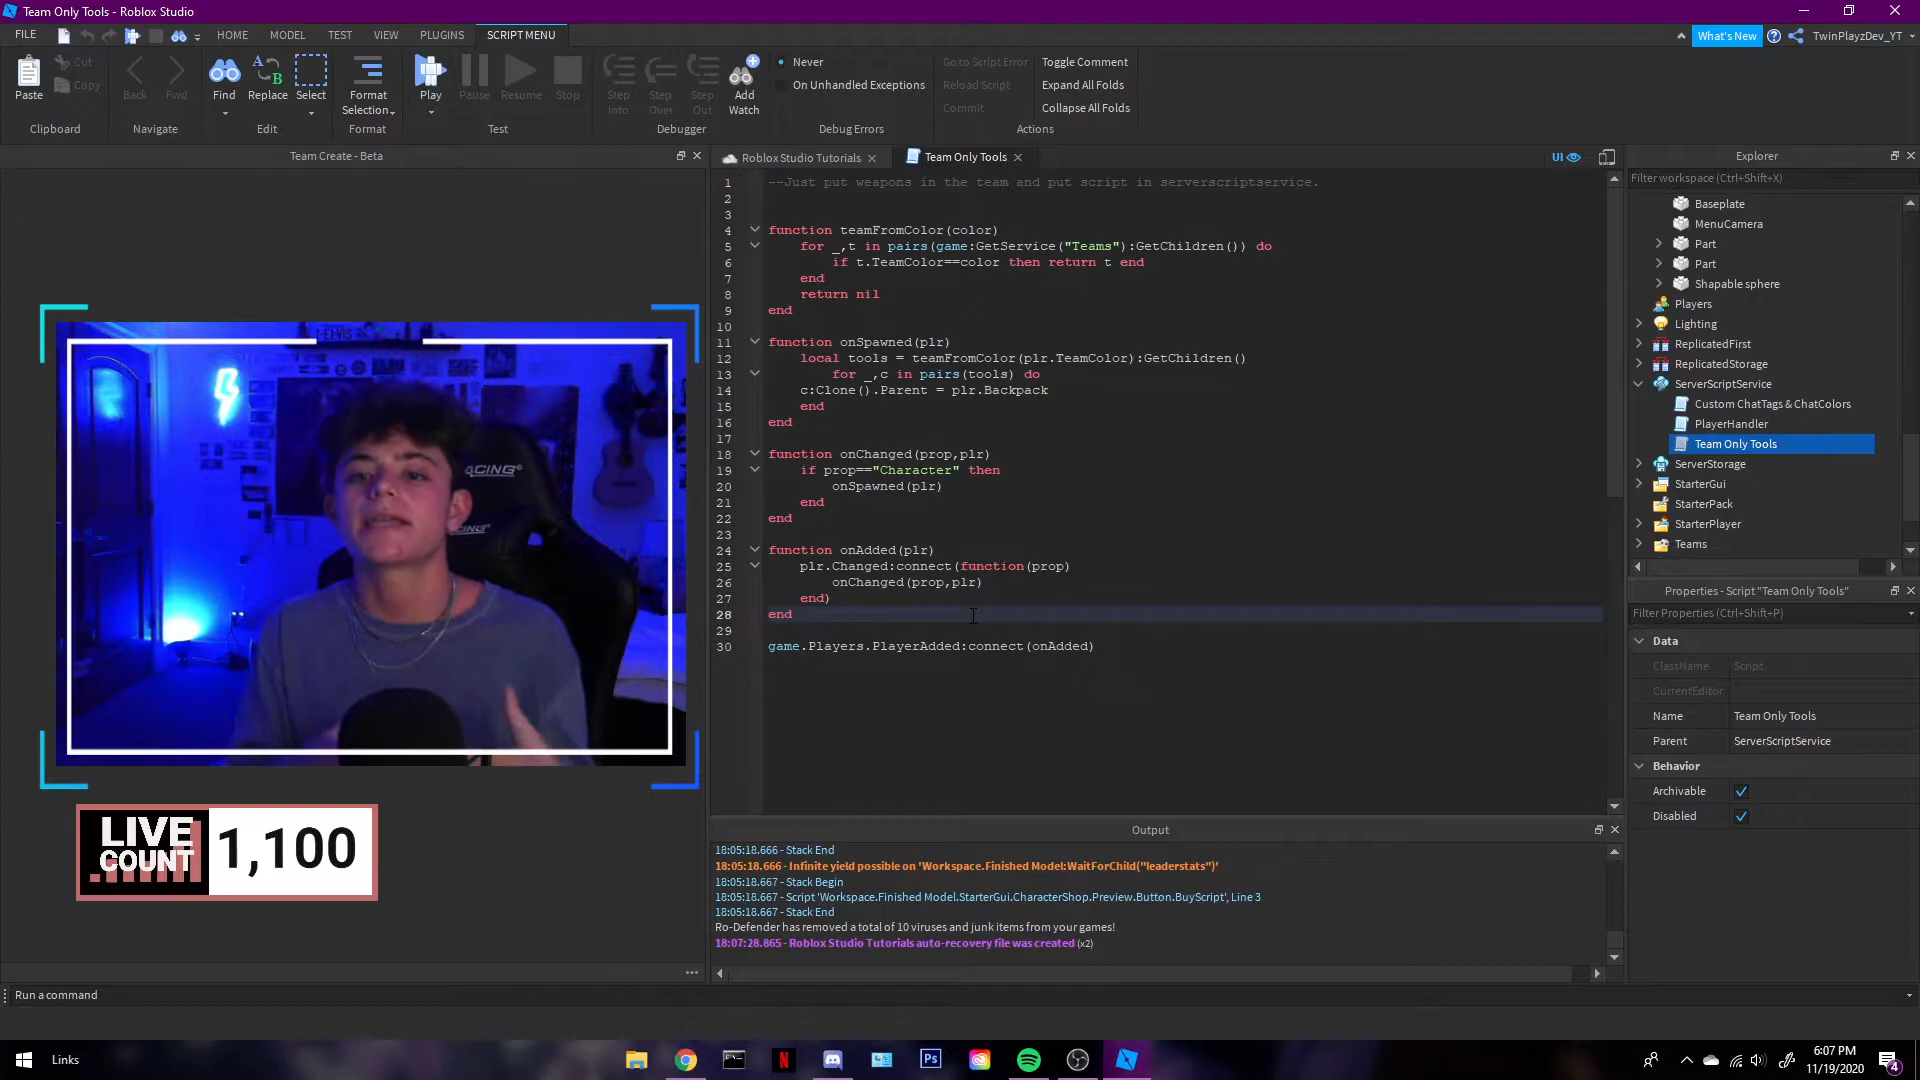 Team Only Tools - Roblox Studio
FILE
HOME
MODEL
TEST
VIEW
PLUGINS
SCRIPT MENU
What's New
TwinPlayzDev_YT
Paste
Cut
Copy
Clipboard
Back
Fwd
Navigate
Find
Replace
Select
Edit
Format
Selection
Format
Play
Pause
Resume
Stop
Test
Step
Into
Step
Over
Step
Out
Add
Watch
Debugger
Never
On Unhandled Exceptions
Debug Errors
Go to Script Error
Reload Script
Commit
Toggle Comment
Expand All Folds
Collapse All Folds
Actions
Team Create - Beta
ACING
CING
LIVE
COUNT
1,100
Roblox Studio Tutorials
Team Only Tools
UI
1 --Just put weapons in the team and put script in serverscriptservice.
2
3
4 function teamFromColor(color)
5 for _,t in pairs(game:GetService("Teams"):GetChildren()) do
6 if t.TeamColor==color then return t end
7 end
8 return nil
9 end
10
11 function onSpawned(plr)
12 local tools = teamFromColor(plr.TeamColor):GetChildren()
13 for _,c in pairs(tools) do
14 c:Clone().Parent = plr.Backpack
15 end
16 end
17
18 function onChanged(prop,plr)
19 if prop=="Character" then
20 onSpawned(plr)
21 end
22 end
23
24 function onAdded(plr)
25 plr.Changed:connect(function(prop)
26 onChanged(prop,plr)
27 end)
28 end
29
30 game.Players.PlayerAdded:connect(onAdded)
Output
18:05:18.666 - Stack End
18:05:18.666 - Infinite yield possible on 'Workspace.Finished Model:WaitForChild("leaderstats")'
18:05:18.667 - Stack Begin
18:05:18.667 - Script 'Workspace.Finished Model.StarterGui.CharacterShop.Preview.Button.BuyScript', Line 3
18:05:18.667 - Stack End
Ro-Defender has removed a total of 10 viruses and junk items from your games!
18:07:28.865 - Roblox Studio Tutorials auto-recovery file was created (x2)
Explorer
Filter workspace (Ctrl+Shift+X)
Baseplate
MenuCamera
Part
Part
Shapable sphere
Players
Lighting
ReplicatedFirst
ReplicatedStorage
ServerScriptService
Custom ChatTags & ChatColors
PlayerHandler
Team Only Tools
ServerStorage
StarterGui
StarterPack
StarterPlayer
Teams
Properties - Script "Team Only Tools"
Filter Properties (Ctrl+Shift+P)
Data
ClassName Script
CurrentEditor
Name Team Only Tools
Parent ServerScriptService
Behavior
Archivable
Disabled
Run a command
Links
N
Ps
6:07 PM
11/19/2020
4